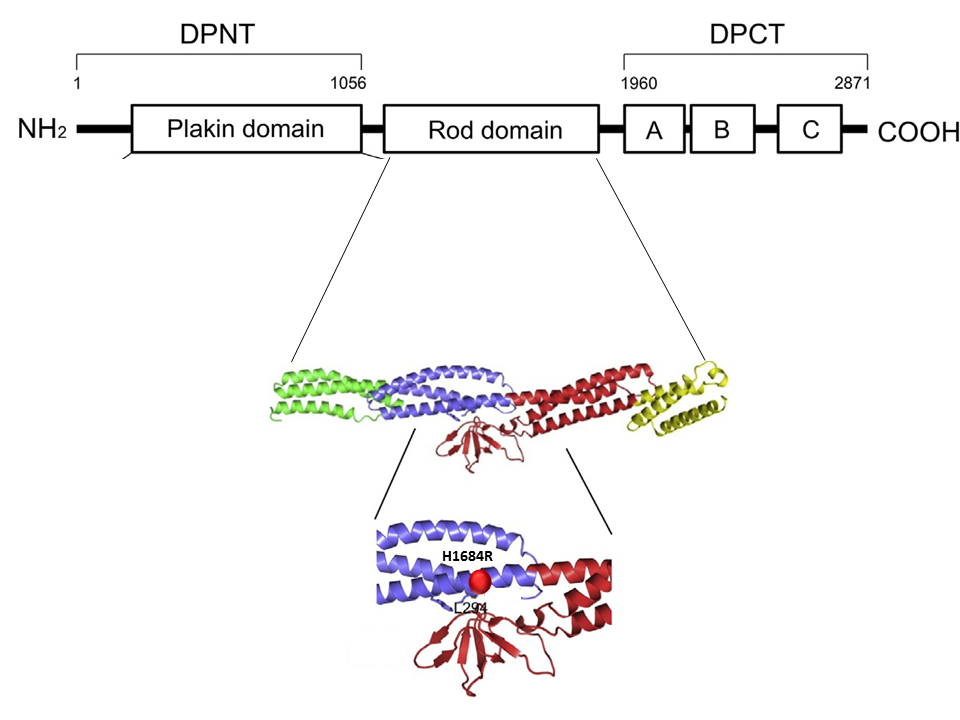 DPNT
DPCT
1
1056
1960
2871
NH2
Plakin domain
Rod domain
A
B
C
COOH
H1684R
L294